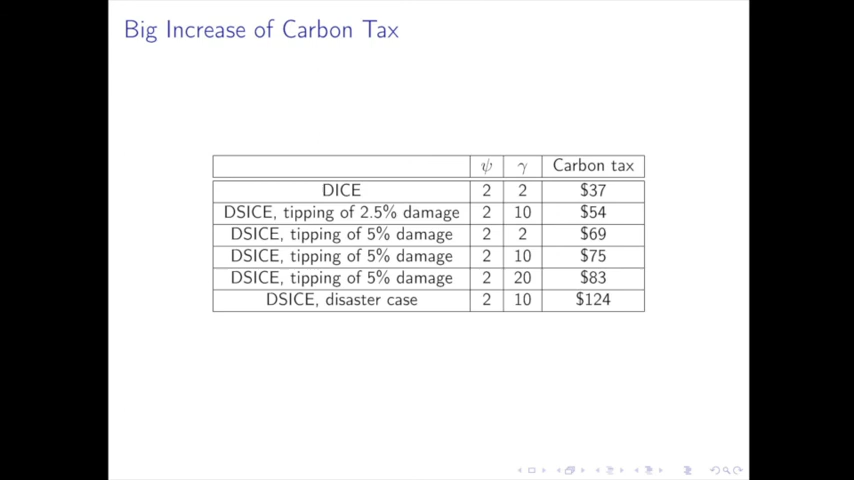 Big Increase of Carbon Tax
ψ γ Carbon tax
DICE 2 2 $37
DSICE, tipping of 2.5% damage 2 10 $54
DSICE, tipping of 5% damage 2 2 $69
DSICE, tipping of 5% damage 2 10 $75
DSICE, tipping of 5% damage 2 20 $83
DSICE, disaster case 2 10 $124